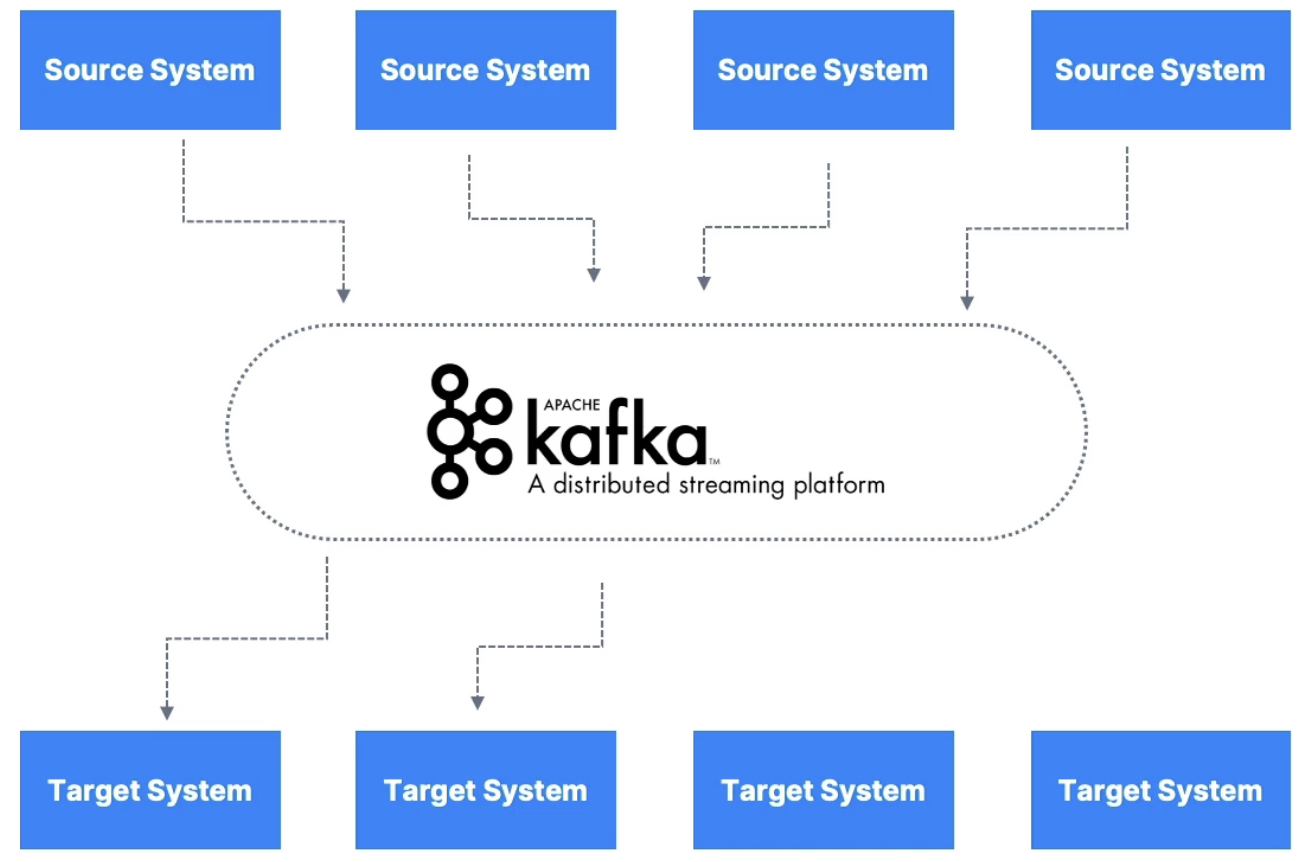 Source System
Source System
Source System
Source System
APACHE
kafka™
A distributed streaming platform
Target System
Target System
Target System
Target System